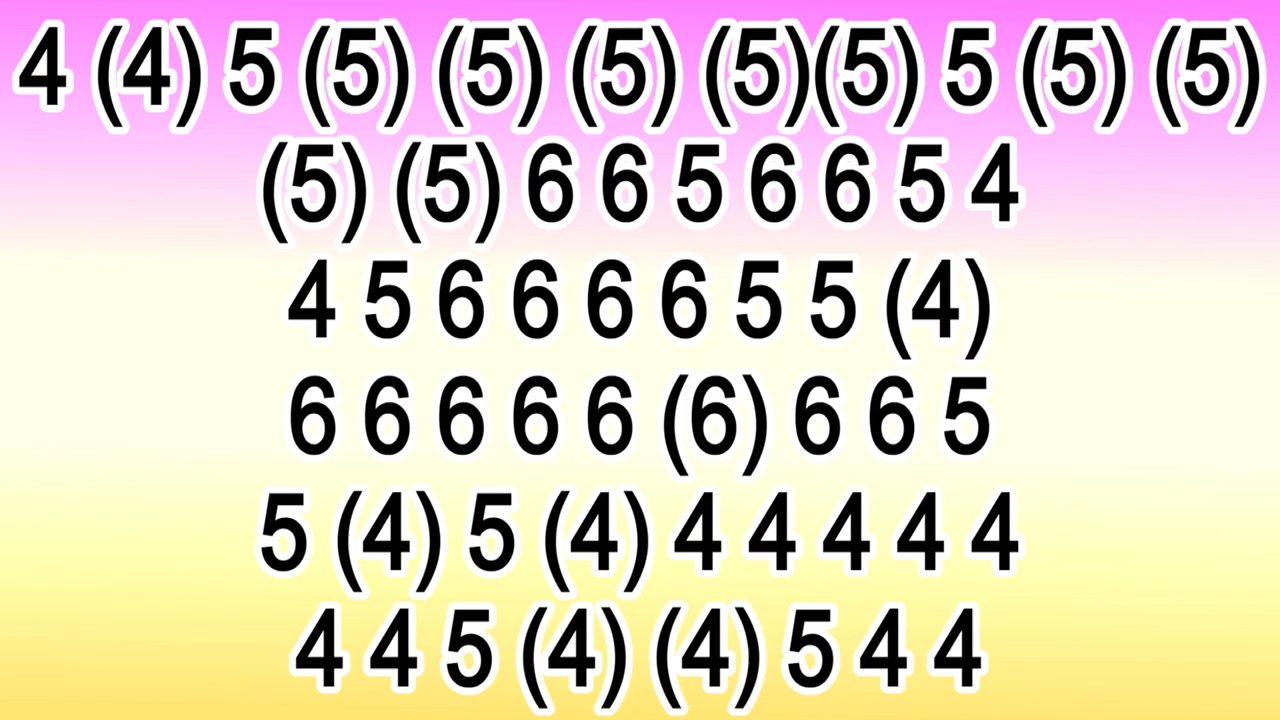 4 (4) 5 (5) (5) (5) (5)(5) 5 (5) (5)
(5) (5) 6 6 5 6 6 5 4
4 5 6 6 6 6 5 5 (4)
6 6 6 6 6 (6) 6 6 5
5 (4) 5 (4) 4 4 4 4 4
4 4 5 (4) (4) 5 4 4